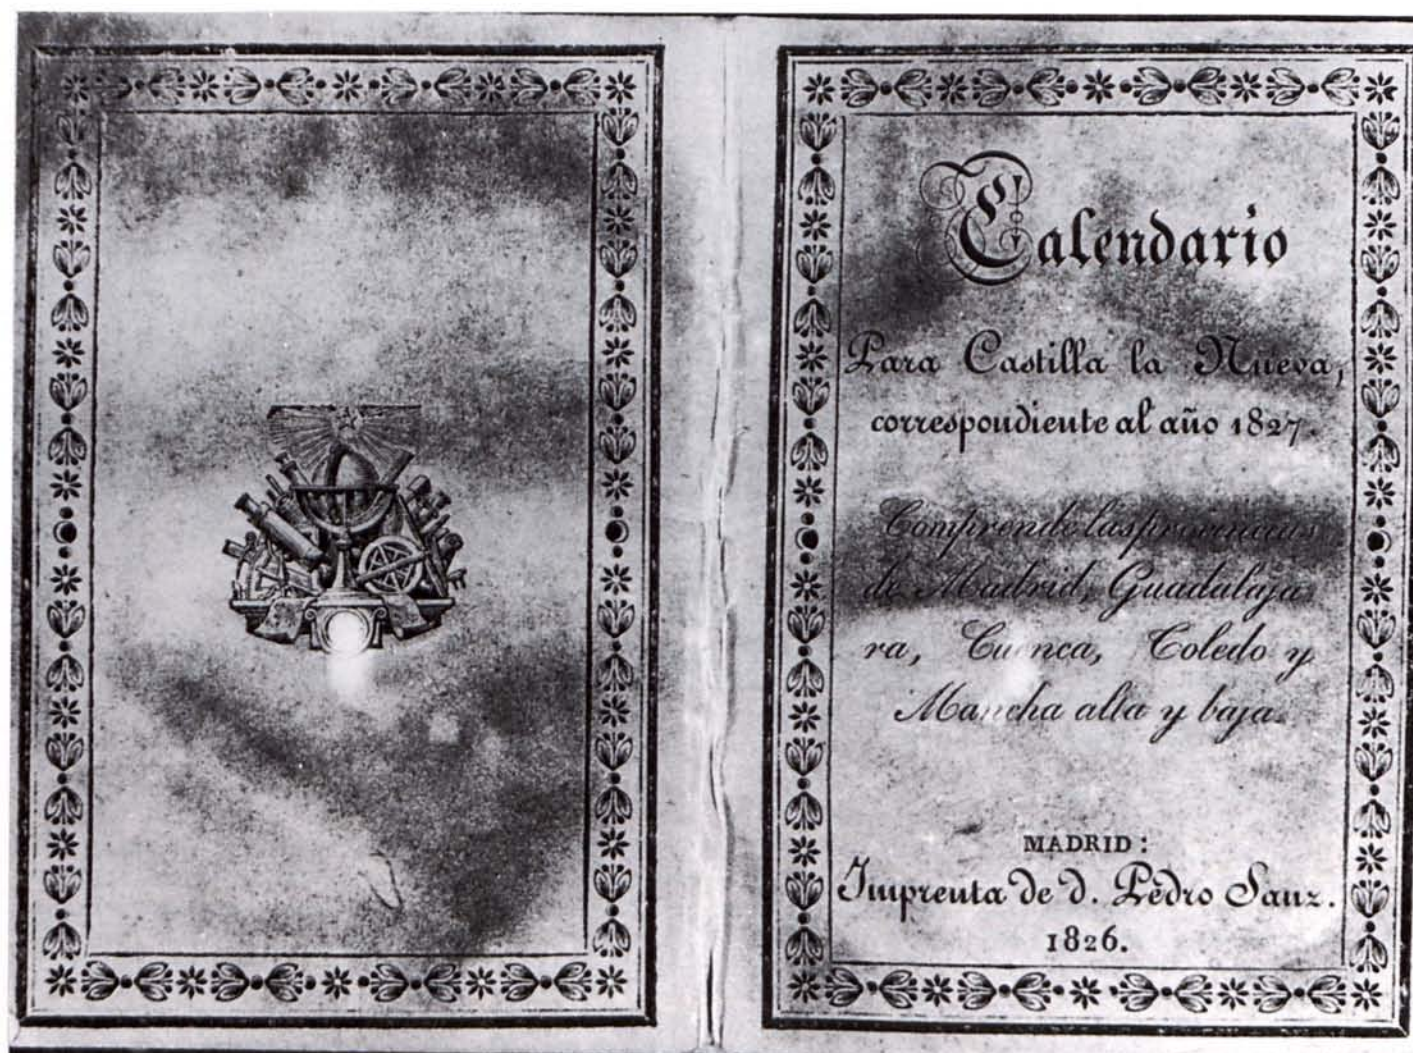 Calendario
Para Castilla la Nueva,
correspondiente al año 1827.
Comprende las provincias
de Madrid, Guadalaja
ra, Cuenca, Toledo y
Mancha alta y baja.
MADRID:
Imprenta de d. Pedro Sanz.
1826.